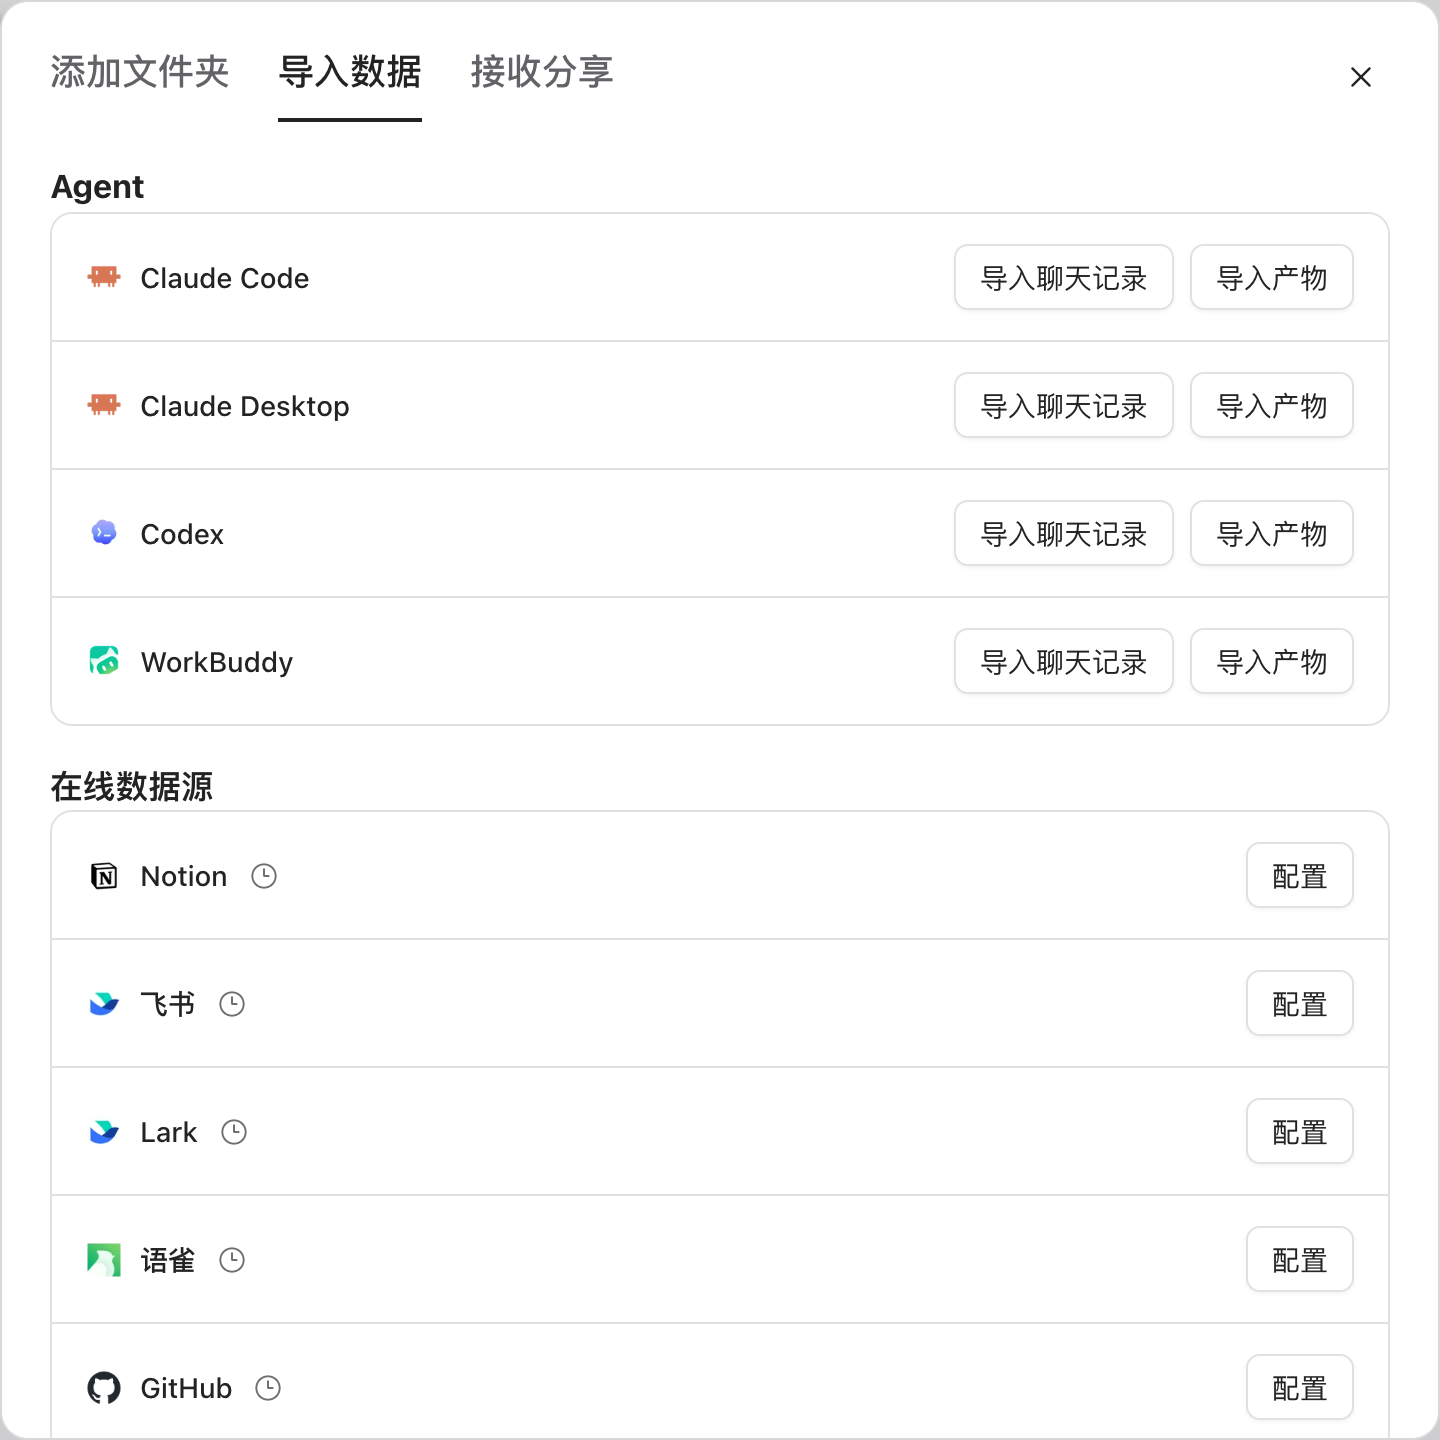 添加文件夹 导入数据 接收分享
Agent
Claude Code 导入聊天记录 导入产物
Claude Desktop 导入聊天记录 导入产物
Codex 导入聊天记录 导入产物
WorkBuddy 导入聊天记录 导入产物
在线数据源
Notion 配置
飞书 配置
Lark 配置
语雀 配置
GitHub 配置